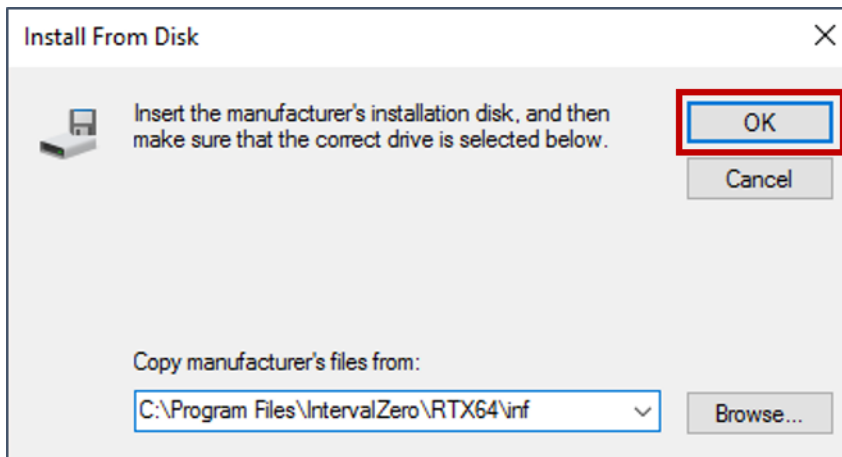 Install From Disk
Insert the manufacturer's installation disk, and then
make sure that the correct drive is selected below.
OK
Cancel
Copy manufacturer's files from:
C:\Program Files\IntervalZero\RTX64\inf
Browse...